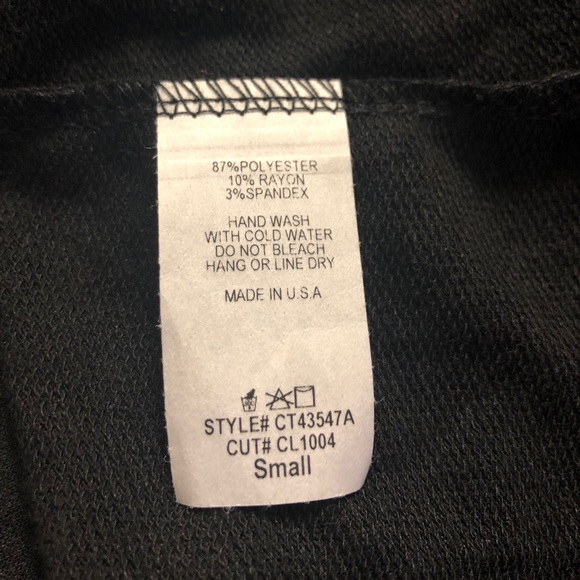 87%POLYESTER
10% RAYON
3%SPANDEX
HAND WASH
WITH COLD WATER
DO NOT BLEACH
HANG OR LINE DRY
MADE IN U.S.A
STYLE# CT43547A
CUT# CL1004
Small